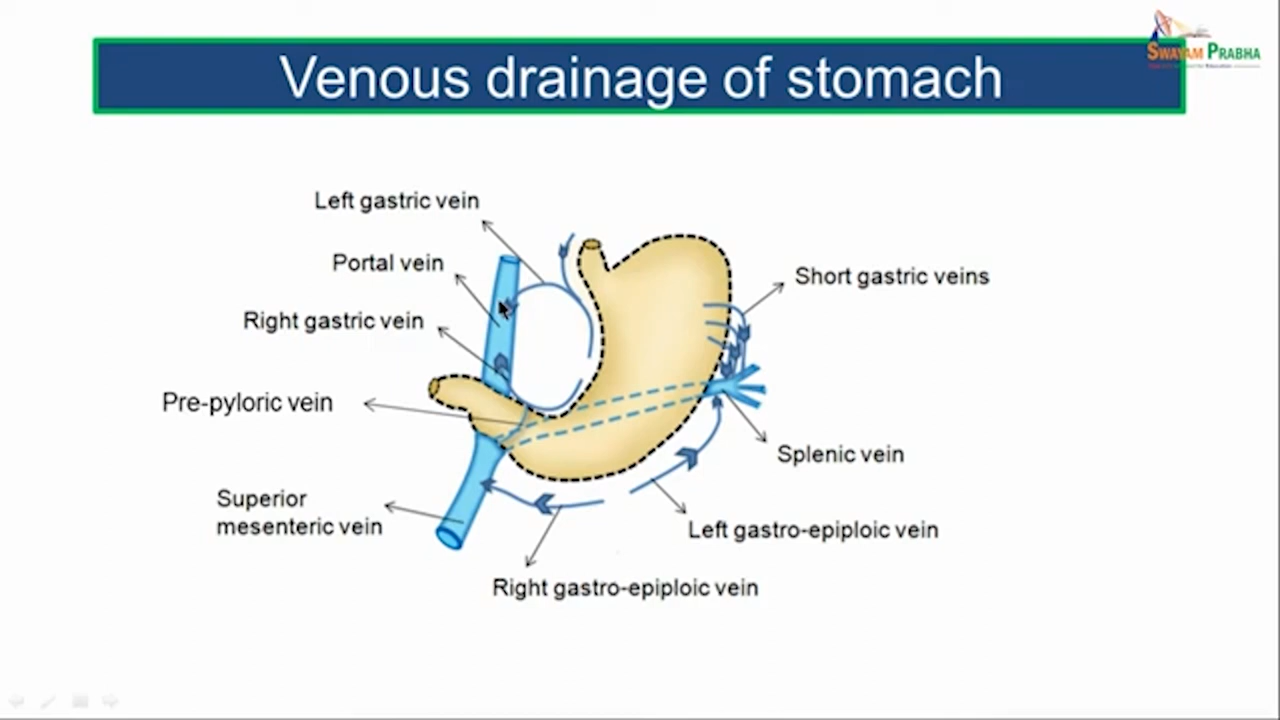 Venous drainage of stomach
SWAYAM PRABHA
Left gastric vein
Portal vein
Short gastric veins
Right gastric vein
Pre-pyloric vein
Splenic vein
Superior
mesenteric vein
Left gastro-epiploic vein
Right gastro-epiploic vein